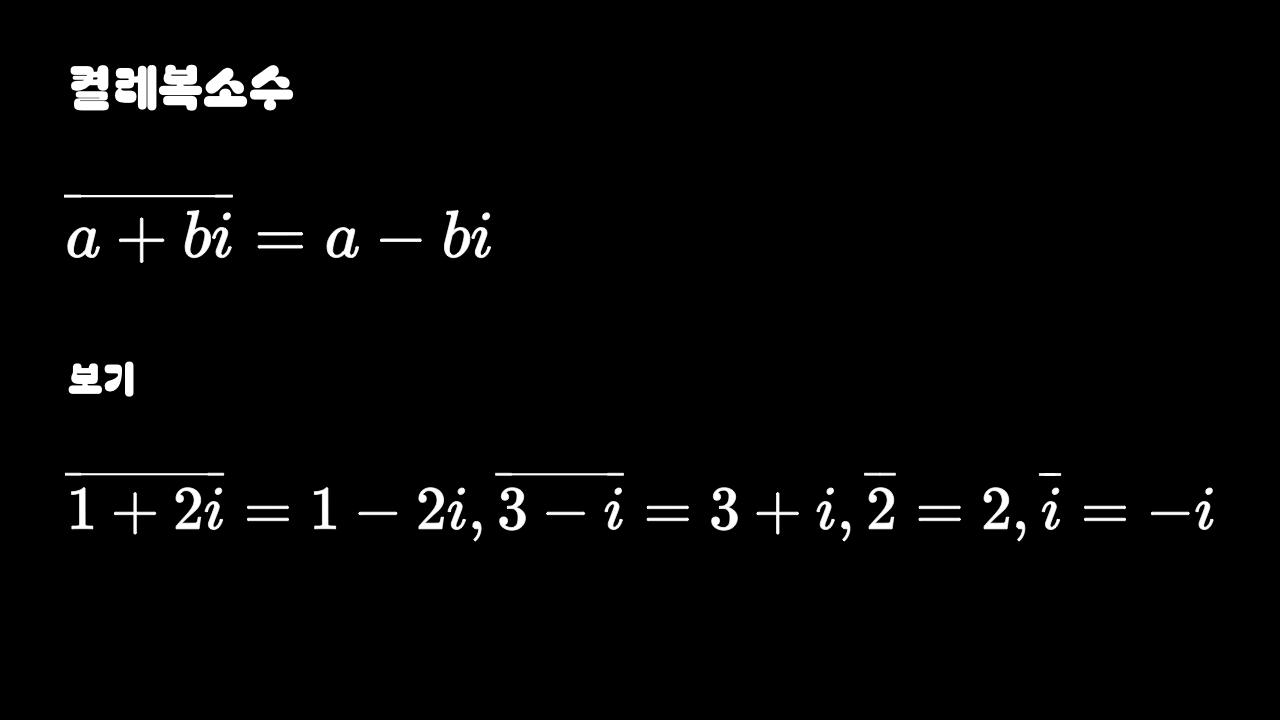 켤레복소수
$\overline{a + bi} = a - bi$
보기
$\overline{1 + 2i} = 1 - 2i, \overline{3 - i} = 3 + i, \overline{2} = 2, \overline{i} = -i$